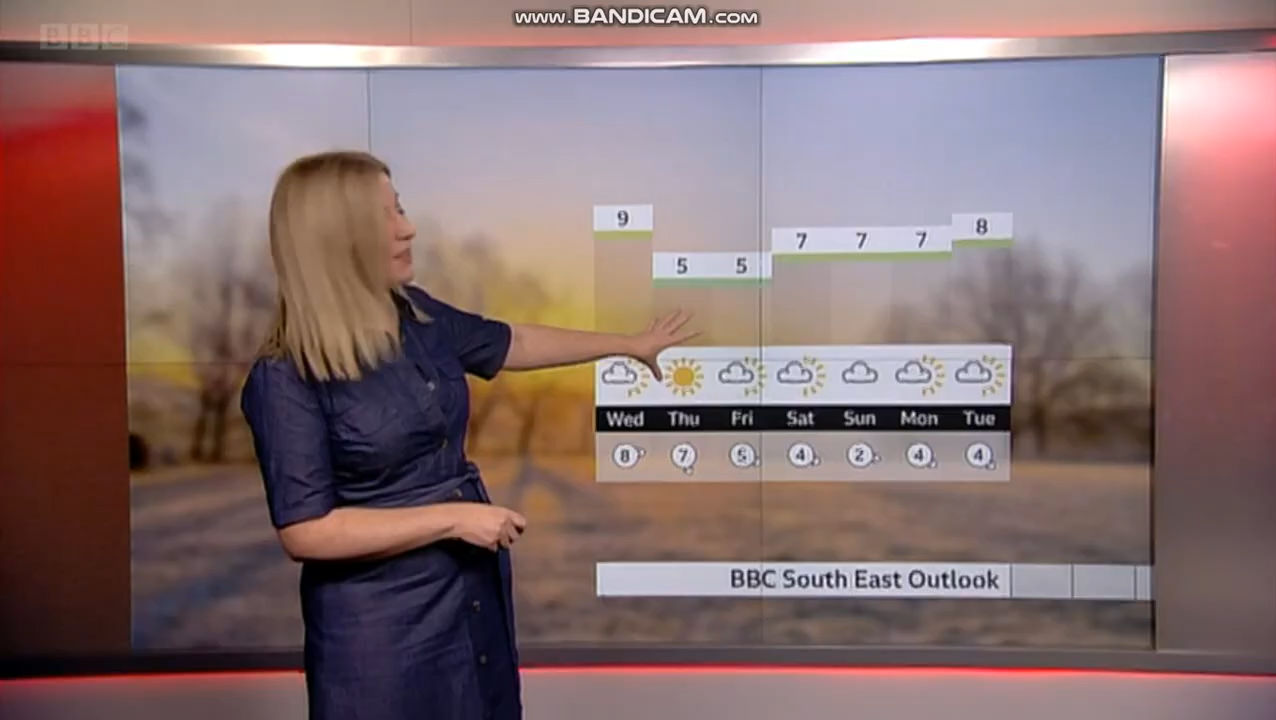 www.BANDICAM.com
BBC
9
5 5 7 7 7 8
Wed Thu Fri Sat Sun Mon Tue
8 7 5 4 2 4 4
BBC South East Outlook